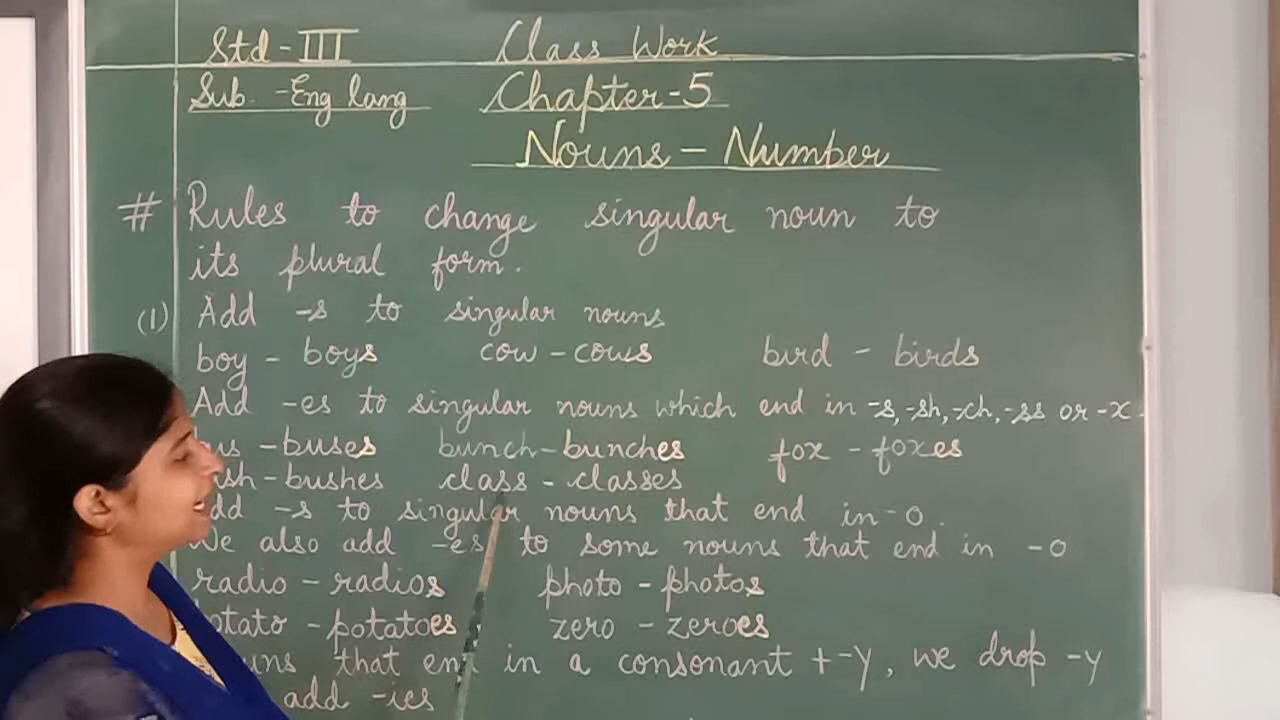 Std-III Class Work
Sub. -Eng lang Chapter-5
Nouns - Number
# Rules to change singular noun to
its plural form.
(1) Add -s to singular nouns
boy - boys cow - cows bird - birds
Add -es to singular nouns which end in -s, -sh, -ch, -ss or -x.
- buses bunch - bunches fox - foxes
- bushes class - classes
-s to singular nouns that end in -o.
We also add -es to some nouns that end in -o
radio - radios photo - photos
- potatoes zero - zeroes
that end in a consonant +-y, we drop -y
add -ies